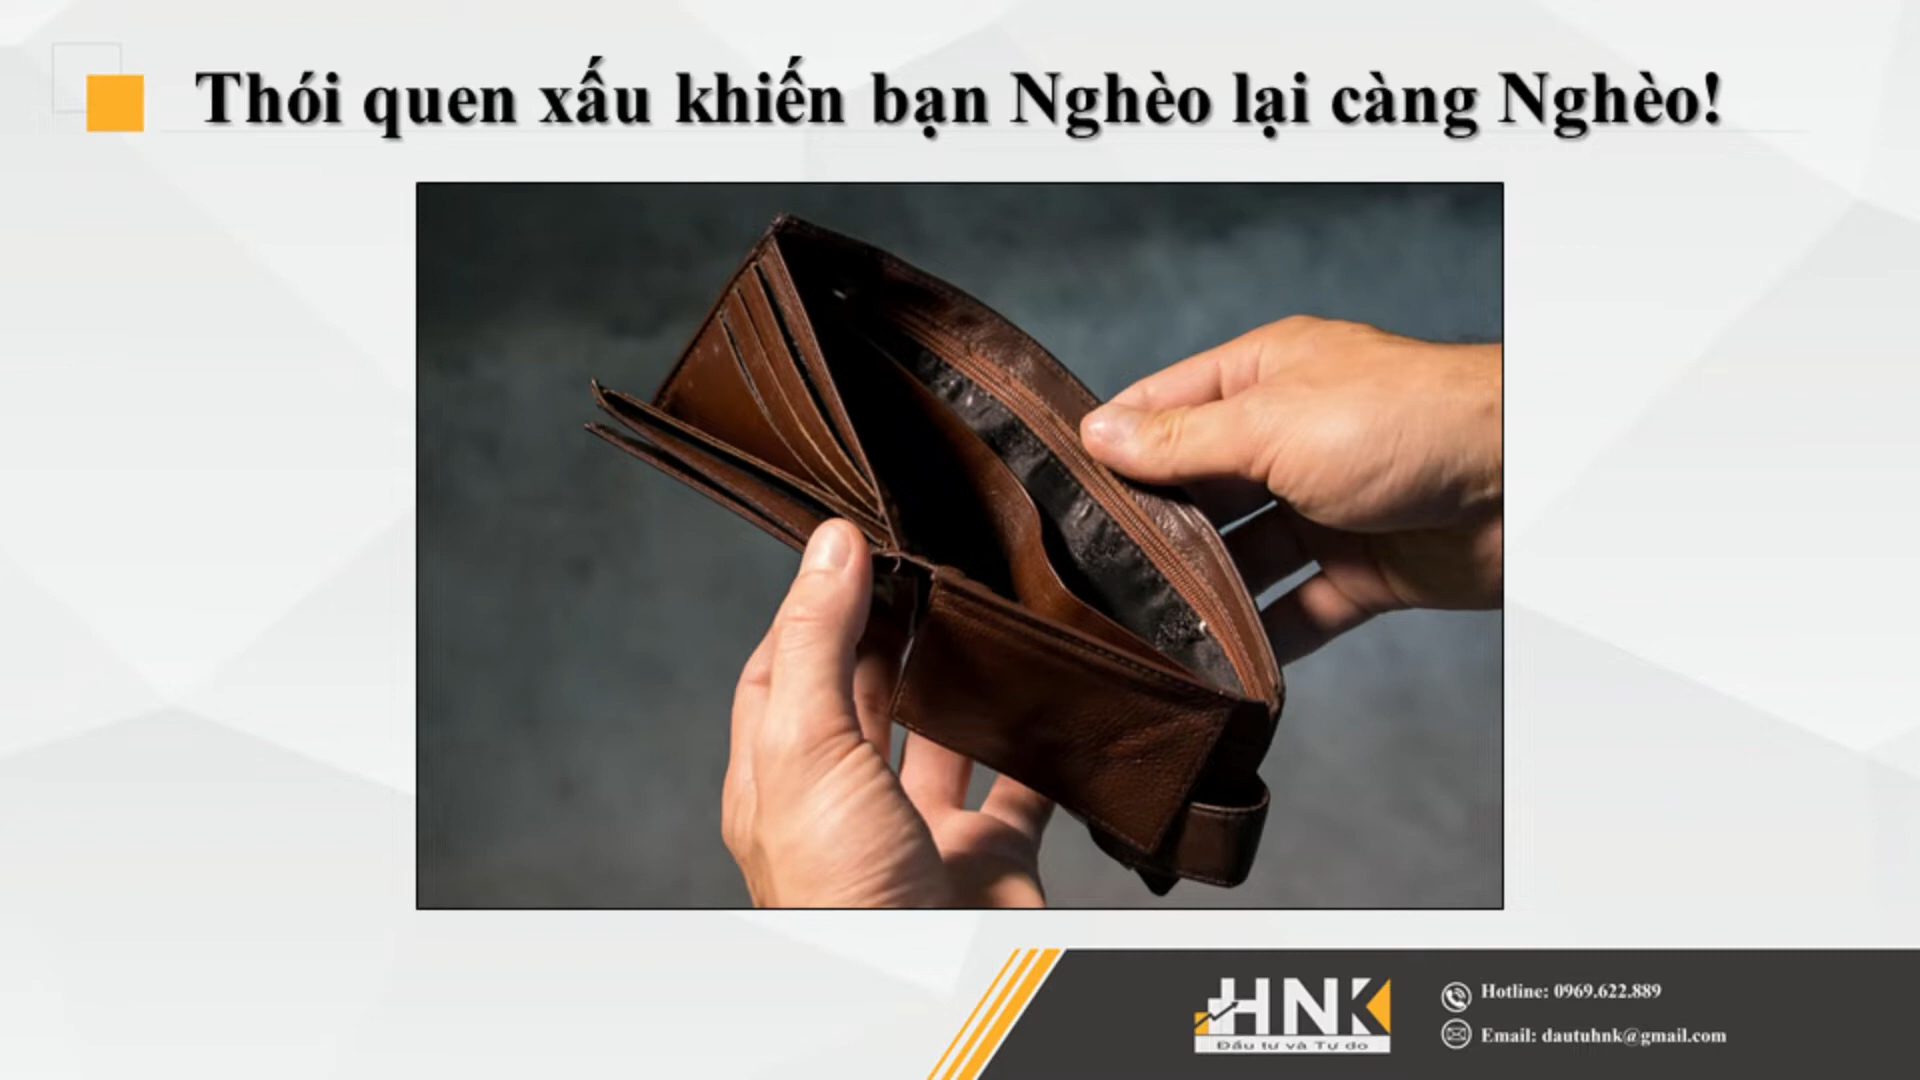 Thói quen xấu khiến bạn Nghèo lại càng Nghèo!
HNK
Đầu tư và Tự do
Hotline: 0969.622.889
Email: dautuhnk@gmail.com